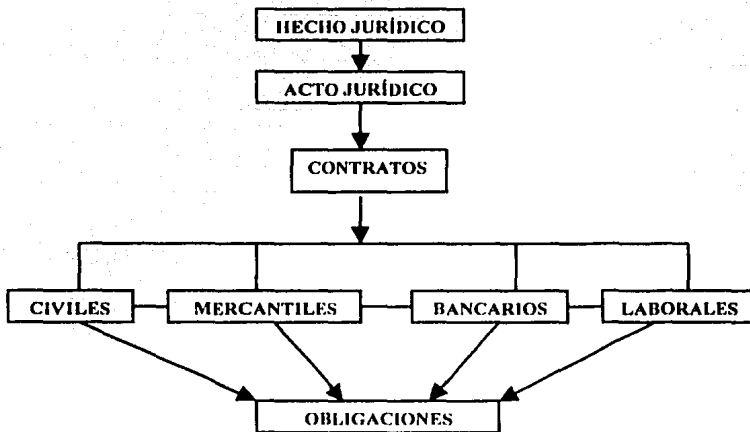 HECHO JURÍDICO
ACTO JURÍDICO
CONTRATOS
CIVILES
MERCANTILES
BANCARIOS
LABORALES
OBLIGACIONES